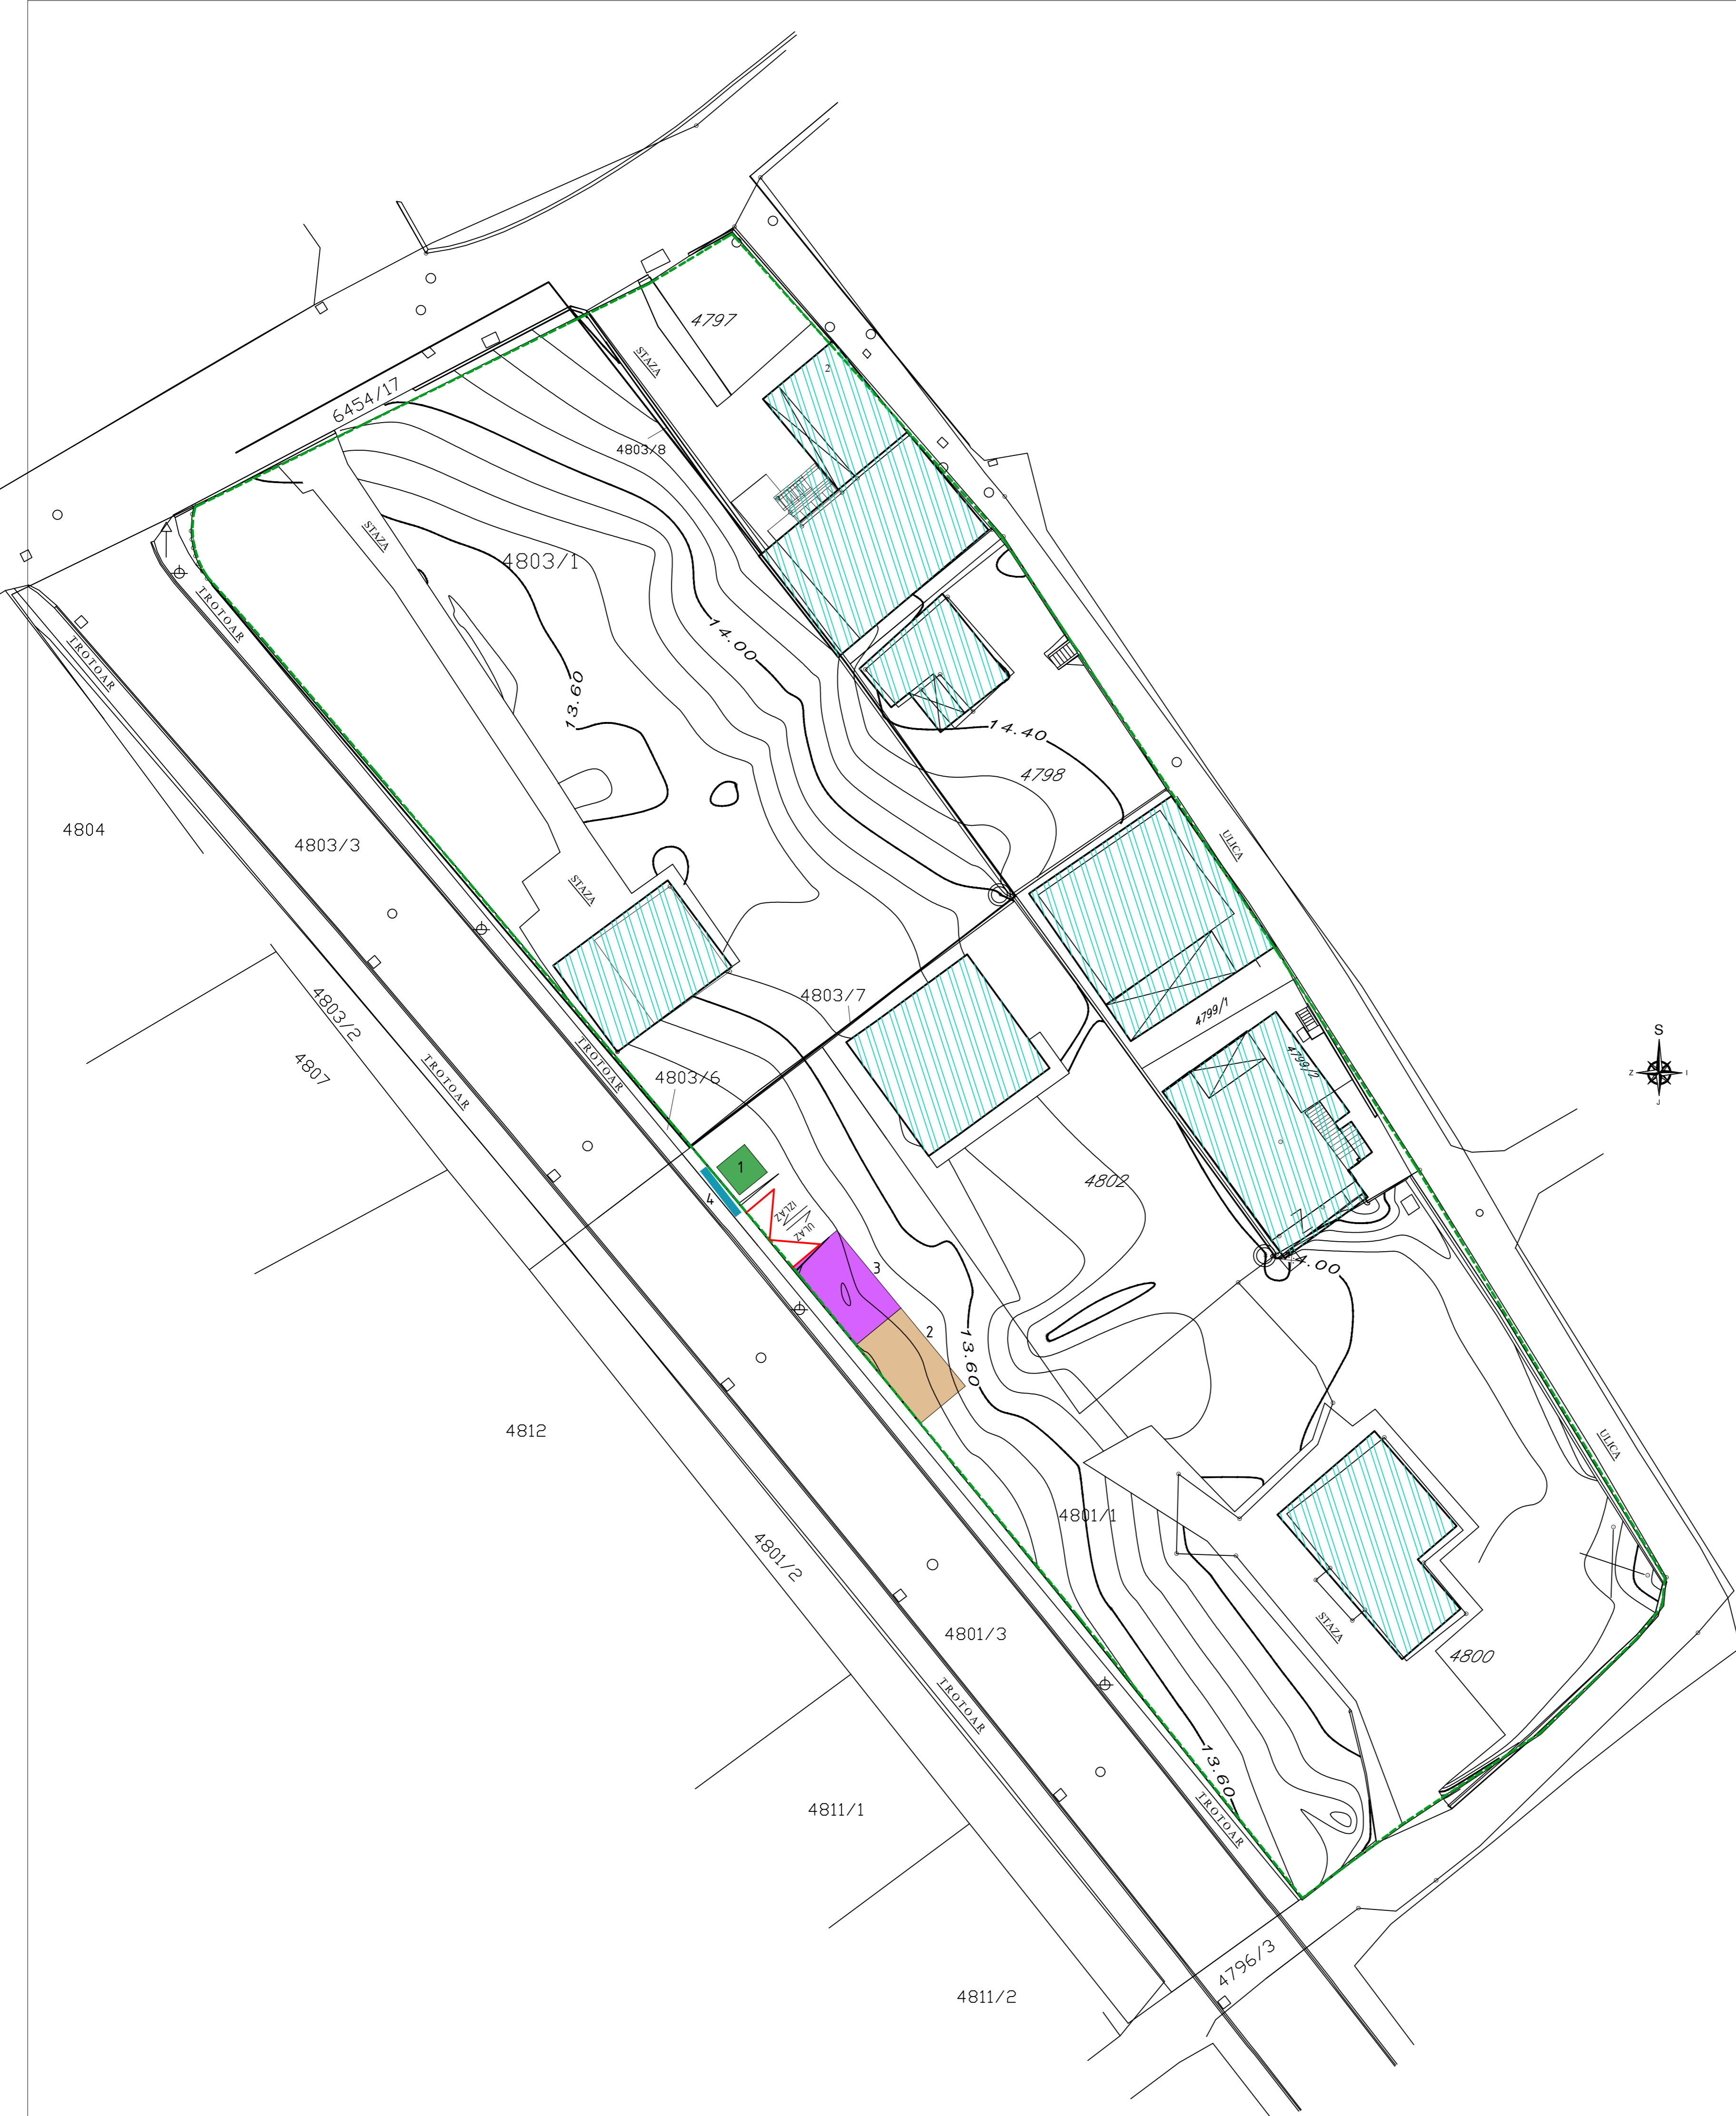 4797
2
STAZA
6454/17
4803/8
STAZA
4803/1
TROTOAR
TROTOAR
14.00
13.60
14.40
4798
4804
4803/3
ULICA
STAZA
4803/7
4803/2
4799/1
S
Z
I
J
4807
TROTOAR
TROTOAR
4803/6
4799/2
1
4
4802
IZLAZ
ULAZ
3
14.00
2
13.60
4812
ULICA
4801/1
4801/2
4801/3
STAZA
4800
TROTOAR
13.60
TROTOAR
4811/1
4796/3
4811/2